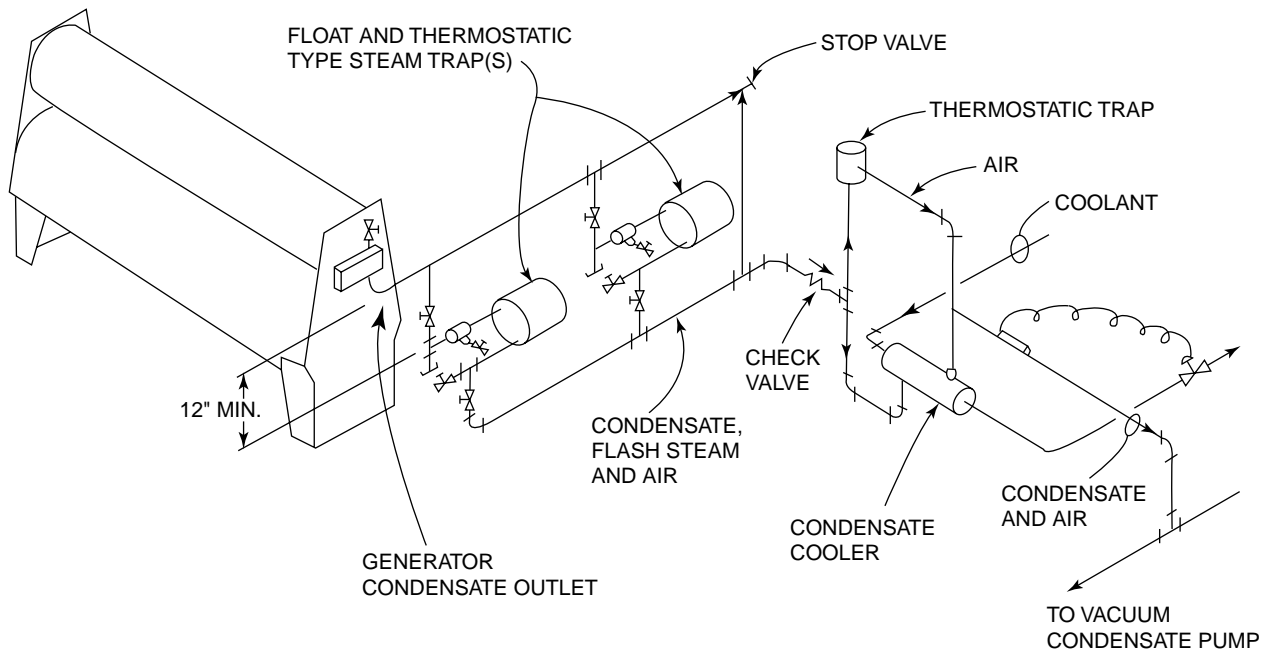 FLOAT AND THERMOSTATIC
TYPE STEAM TRAP(S)
STOP VALVE
THERMOSTATIC TRAP
AIR
COOLANT
12" MIN.
CHECK
VALVE
CONDENSATE,
FLASH STEAM
AND AIR
CONDENSATE
AND AIR
CONDENSATE
COOLER
GENERATOR
CONDENSATE OUTLET
TO VACUUM
CONDENSATE PUMP